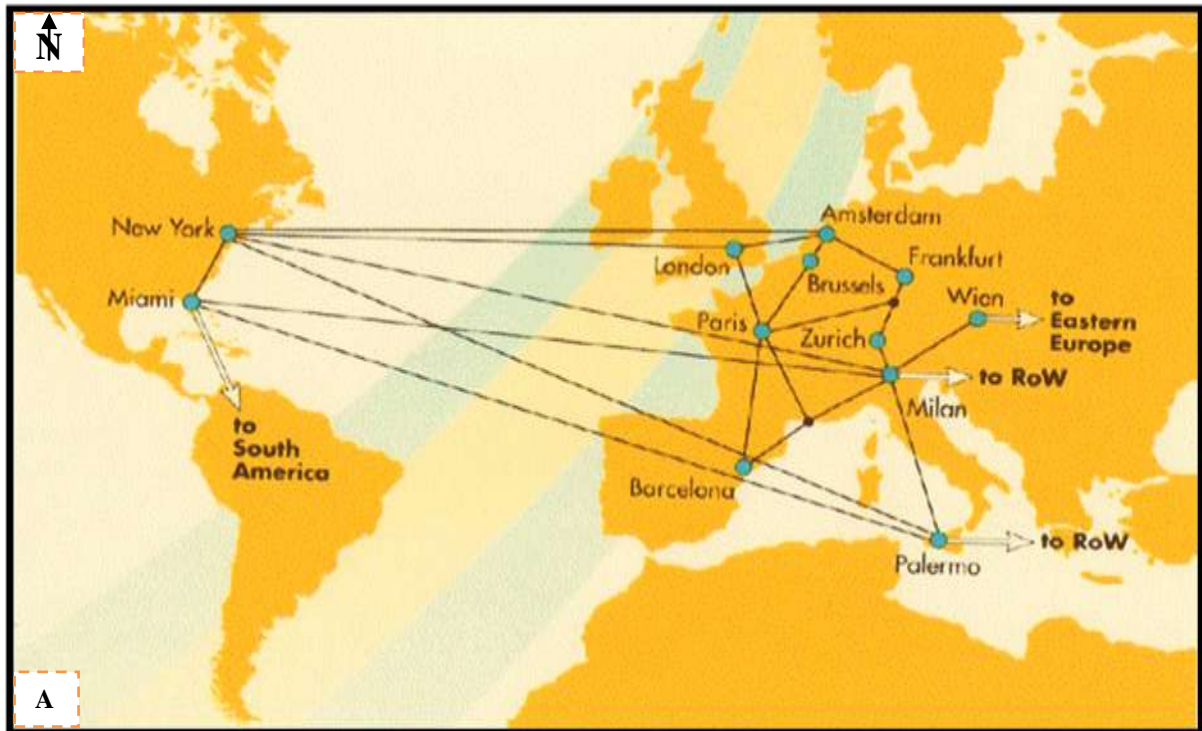 N
New York
Amsterdam
London
Frankfurt
Brussels
Miami
Wien
to
Eastern
Europe
Paris
Zurich
to RoW
Milan
to
South
America
Barcelona
to RoW
Palermo
A